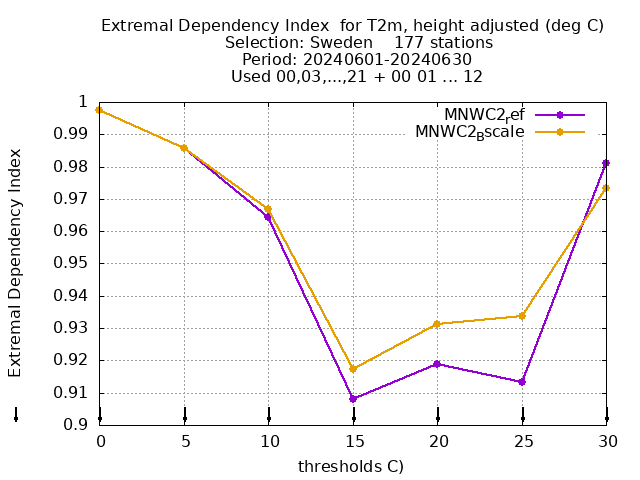 Extremal Dependency Index  for T2m, height adjusted (deg C)
Selection: Sweden    177 stations
Period: 20240601-20240630
Used 00,03,...,21 + 00 01 ... 12
MNWC2ref
MNWC2Bscale
1
0.99
0.98
0.97
0.96
0.95
0.94
0.93
0.92
0.91
0.9
Extremal Dependency Index
0 5 10 15 20 25 30
thresholds C)